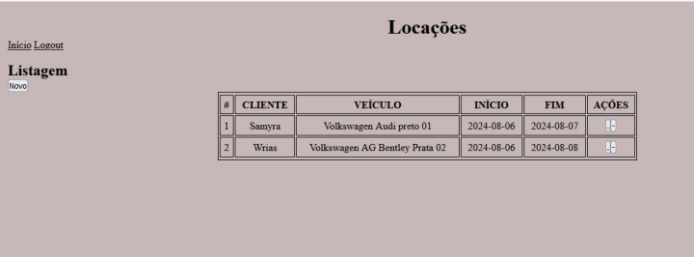 Locações
Início Logout
Listagem
Novo
# CLIENTE VEÍCULO INÍCIO FIM AÇÕES
1 Samyra Volkswagen Audi preto 01 2024-08-06 2024-08-07
2 Wrias Volkswagen AG Bentley Prata 02 2024-08-06 2024-08-08